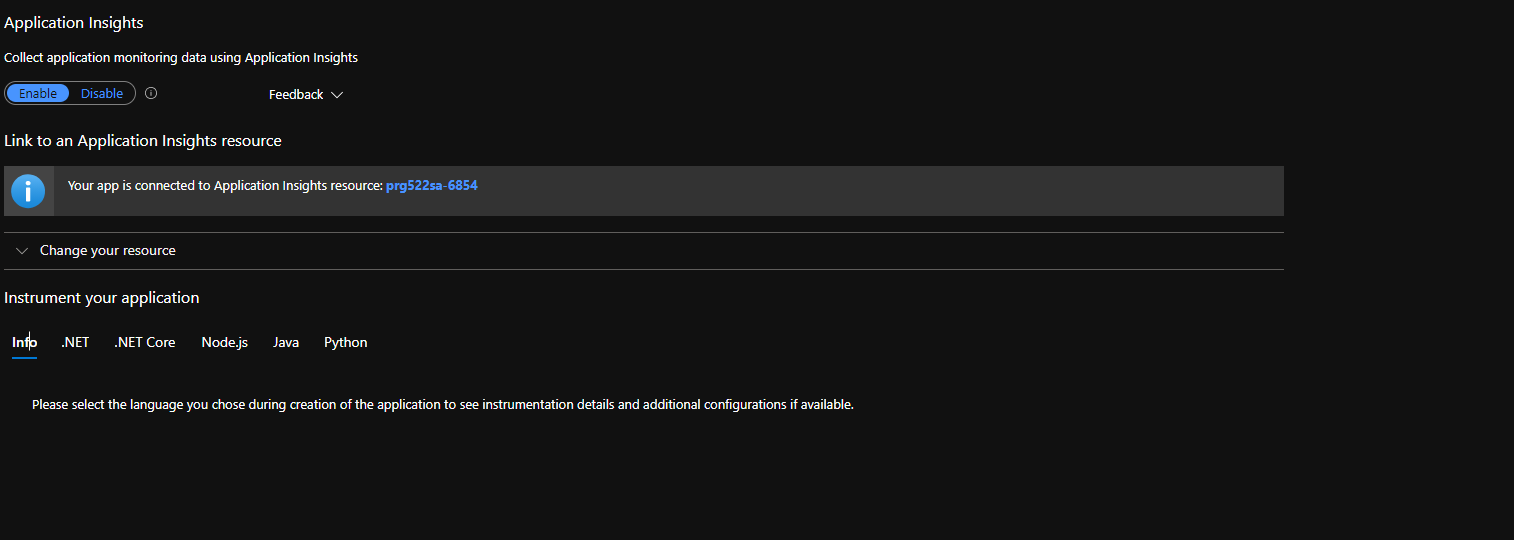 Application Insights
Collect application monitoring data using Application Insights
Enable Disable Feedback
Link to an Application Insights resource
Your app is connected to Application Insights resource: prg522sa-6854
Change your resource
Instrument your application
Info .NET .NET Core Node.js Java Python
Please select the language you chose during creation of the application to see instrumentation details and additional configurations if available.